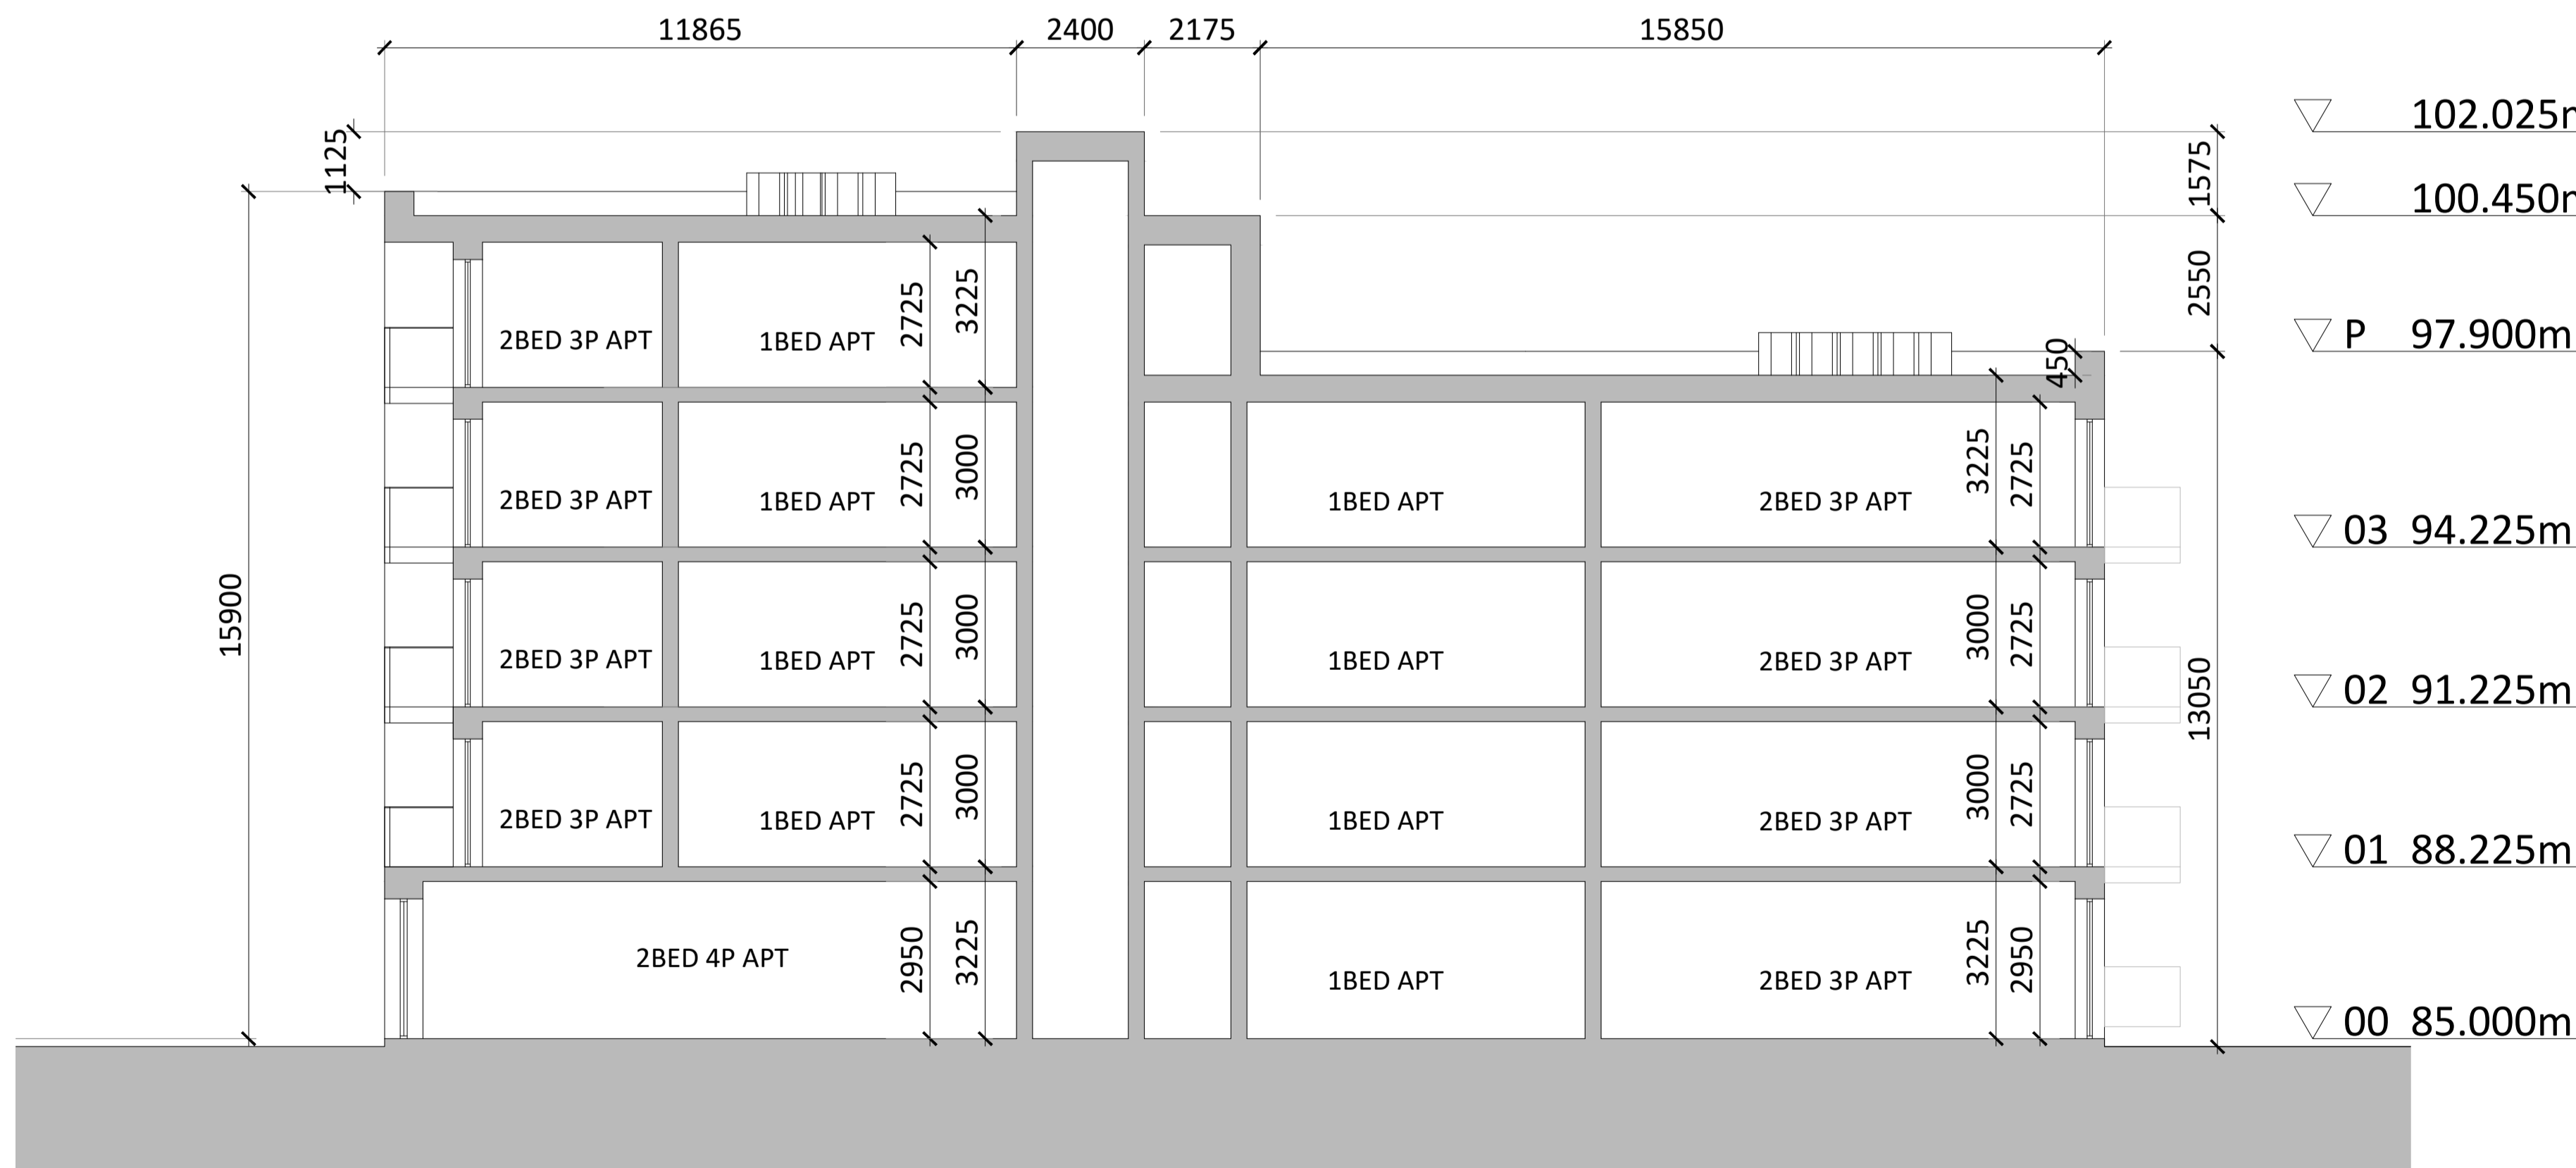 11865 2400 2175 15850
102.025m
1125
1575
100.450m
2550
2725 3225
2BED 3P APT 1BED APT
P 97.900m
450
2725 3000 3225 2725
2BED 3P APT 1BED APT 1BED APT 2BED 3P APT
03 94.225m
15900
2725 3000 3000 2725
2BED 3P APT 1BED APT 1BED APT 2BED 3P APT
02 91.225m
13050
2725 3000 3000 2725
2BED 3P APT 1BED APT 1BED APT 2BED 3P APT
01 88.225m
2950 3225 3225 2950
2BED 4P APT 1BED APT 2BED 3P APT
00 85.000m